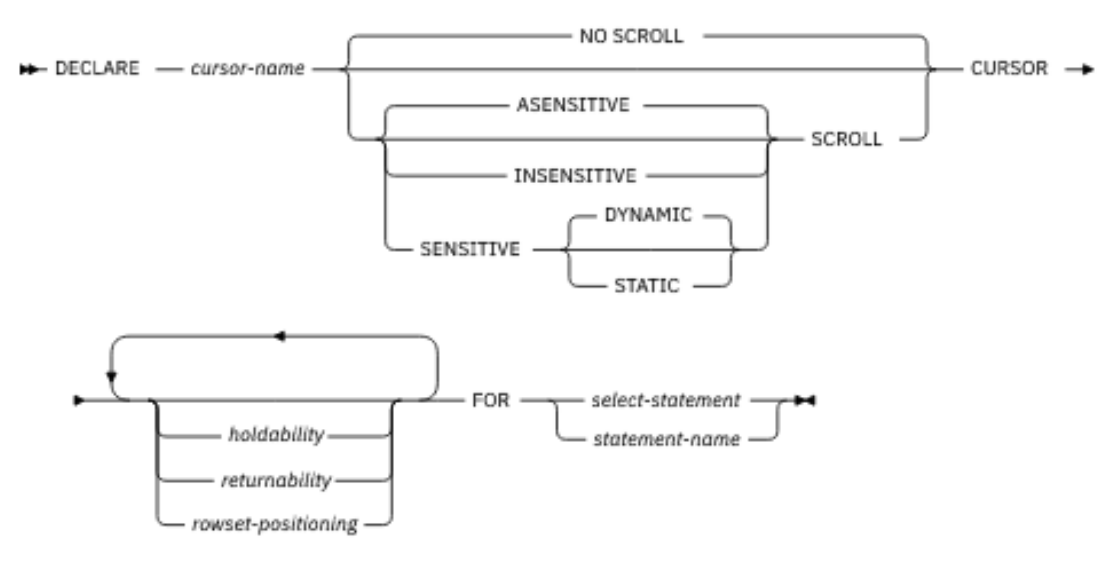 NO SCROLL
DECLARE cursor-name CURSOR
ASENSITIVE
SCROLL
INSENSITIVE
DYNAMIC
SENSITIVE
STATIC
FOR select-statement
holdability statement-name
returnability
rowset-positioning